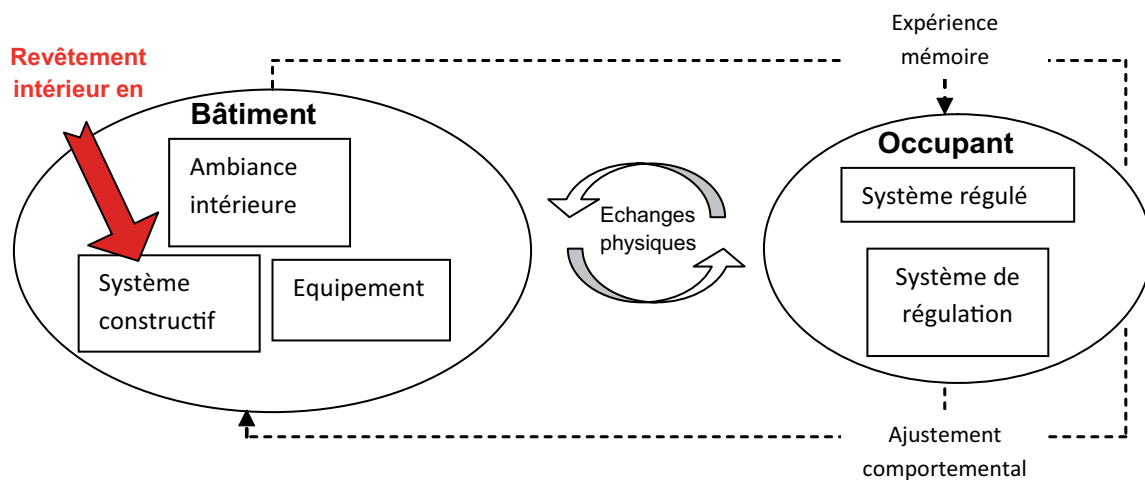 Revêtement
intérieur en
Bâtiment
Ambiance
intérieure
Système
constructif
Equipement
Echanges
physiques
Expérience
mémoire
Occupant
Système régulé
Système de
régulation
Ajustement
comportemental